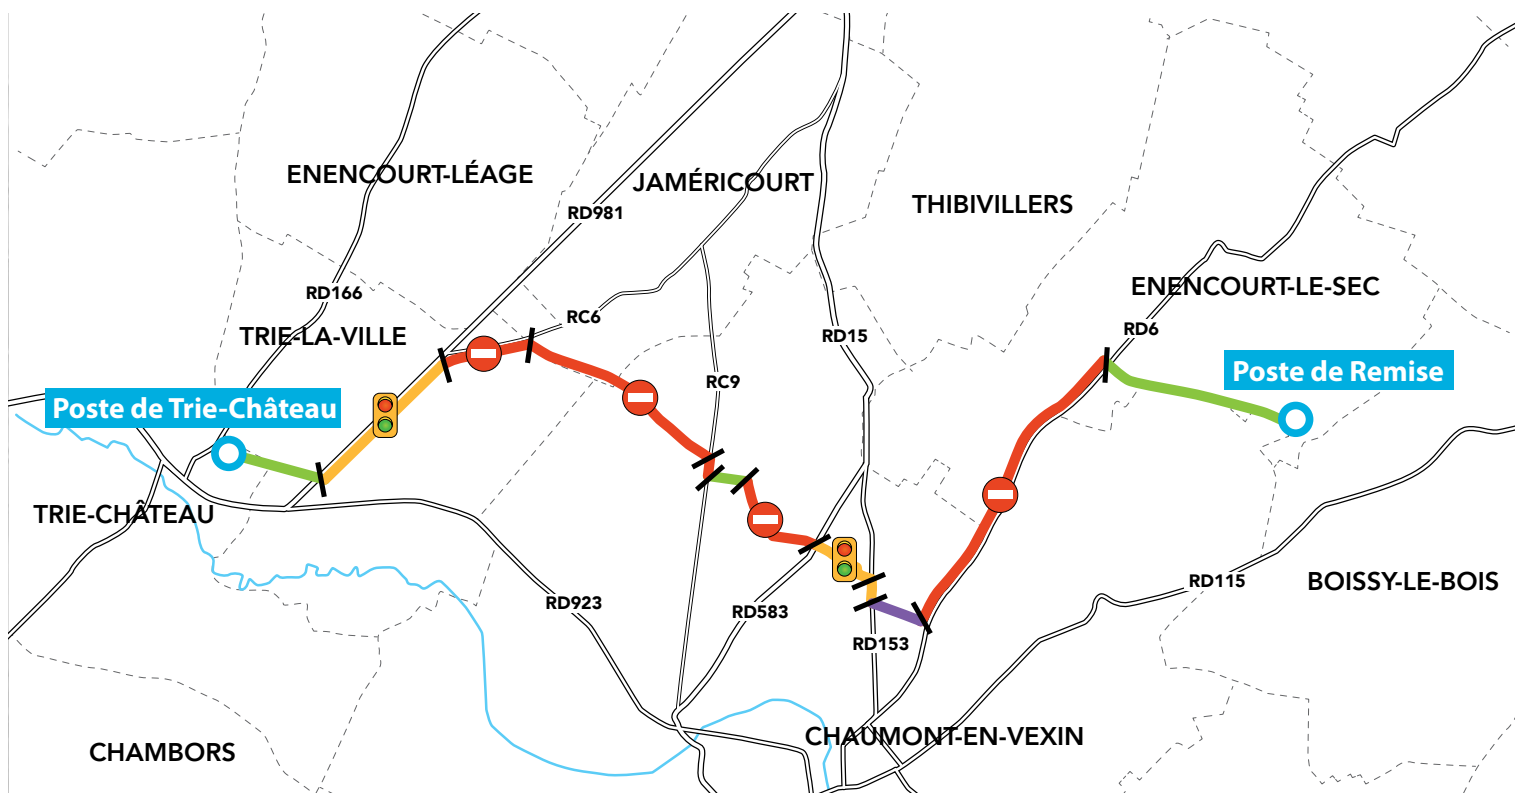 ENENCOURT-LÉAGE
JAMÉRICOURT
THIBIVILLERS
RD981
ENENCOURT-LE-SEC
RD166
RC6
TRIE-LA-VILLE
RD15
RD6
Poste de Remise
RC9
Poste de Trie-Château
TRIE-CHÂTEAU
RD115
BOISSY-LE-BOIS
RD923
RD583
RD153
CHAUMONT-EN-VEXIN
CHAMBORS